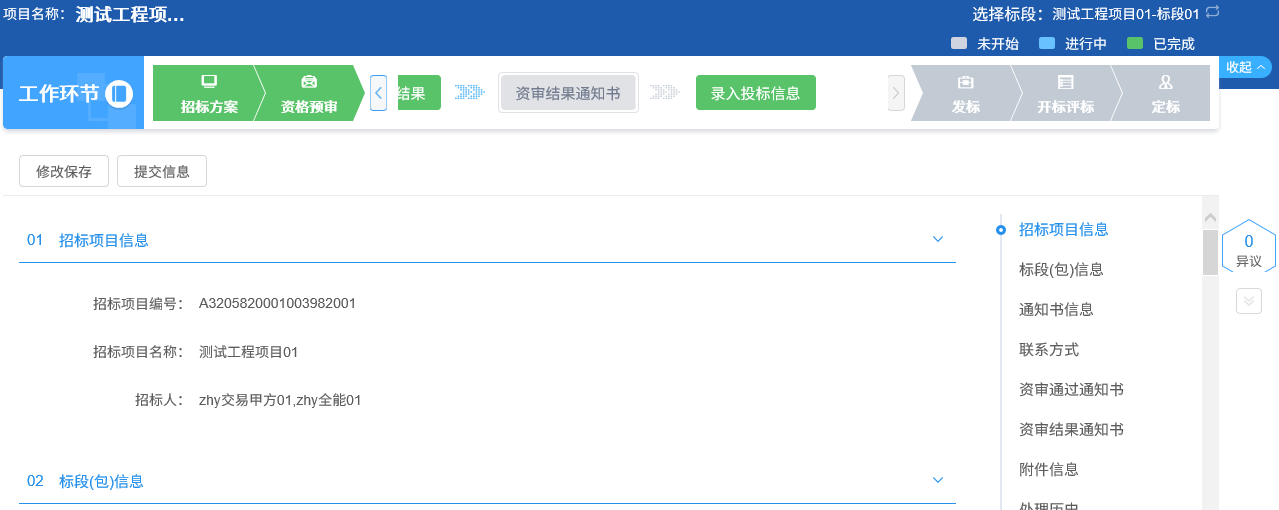 项目名称： 测试工程项...
选择标段：测试工程项目01-标段01
未开始 进行中 已完成
工作环节
招标方案
资格预审
结果
资审结果通知书
录入投标信息
发标
开标评标
定标
收起
修改保存 提交信息
01 招标项目信息
招标项目编号： A3205820001003982001
招标项目名称： 测试工程项目01
招标人： zhy交易甲方01,zhy全能01
02 标段(包)信息
招标项目信息
标段(包)信息
通知书信息
联系方式
资审通过通知书
资审结果通知书
附件信息
处理历史
0
异议